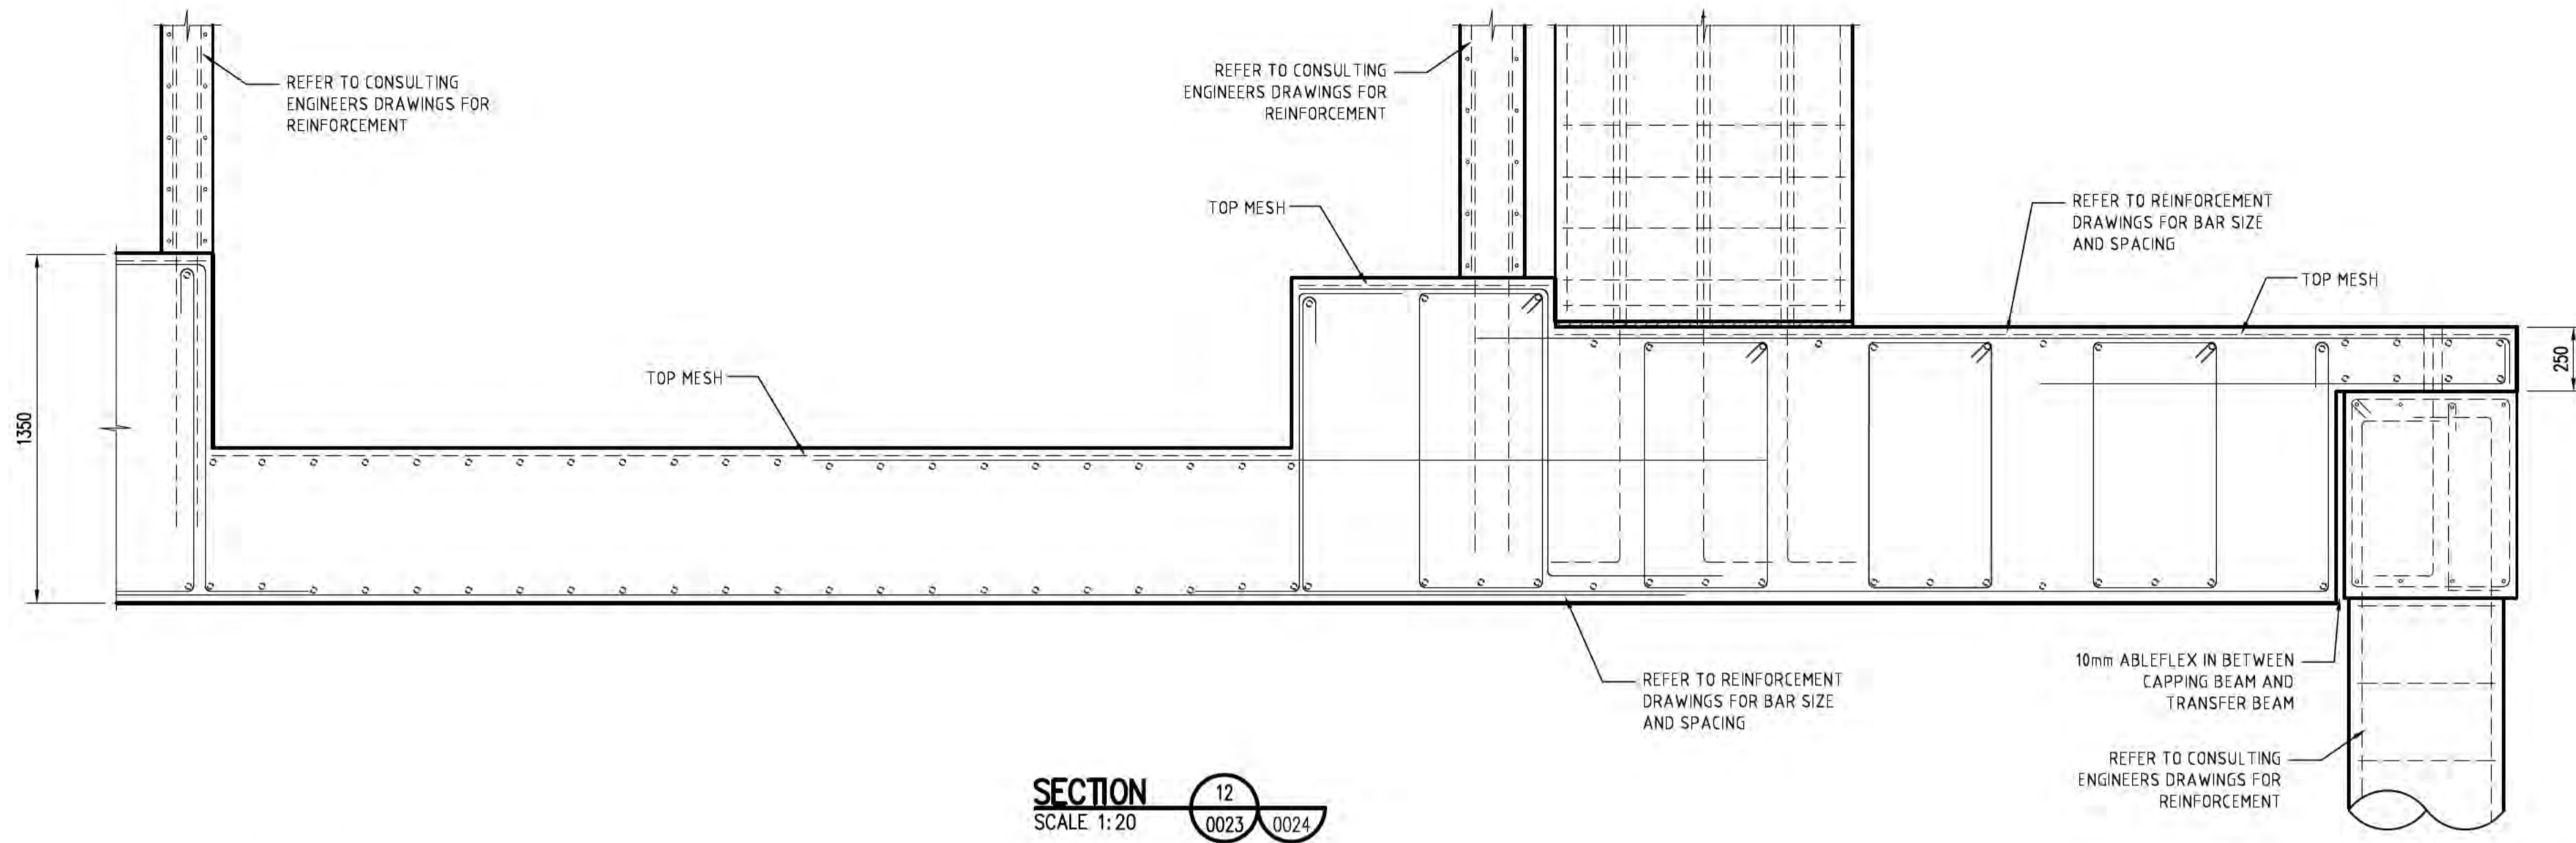 REFER TO CONSULTING
ENGINEERS DRAWINGS FOR
REINFORCEMENT
REFER TO CONSULTING
ENGINEERS DRAWINGS FOR
REINFORCEMENT
TOP MESH
REFER TO REINFORCEMENT
DRAWINGS FOR BAR SIZE
AND SPACING
TOP MESH
TOP MESH
1350
250
REFER TO REINFORCEMENT
DRAWINGS FOR BAR SIZE
AND SPACING
10mm ABLEFLEX IN BETWEEN
CAPPING BEAM AND
TRANSFER BEAM
REFER TO CONSULTING
ENGINEERS DRAWINGS FOR
REINFORCEMENT
SECTION
SCALE 1:20
12
0023
0024